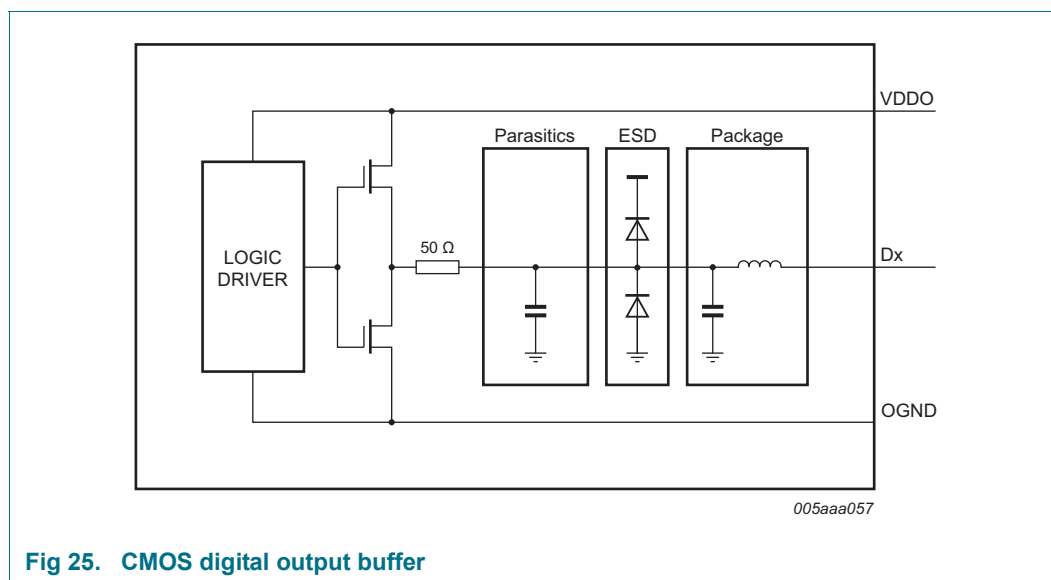 VDDO
Parasitics
ESD
Package
50 Ω
LOGIC
DRIVER
Dx
OGND
005aaa057
Fig 25. CMOS digital output buffer